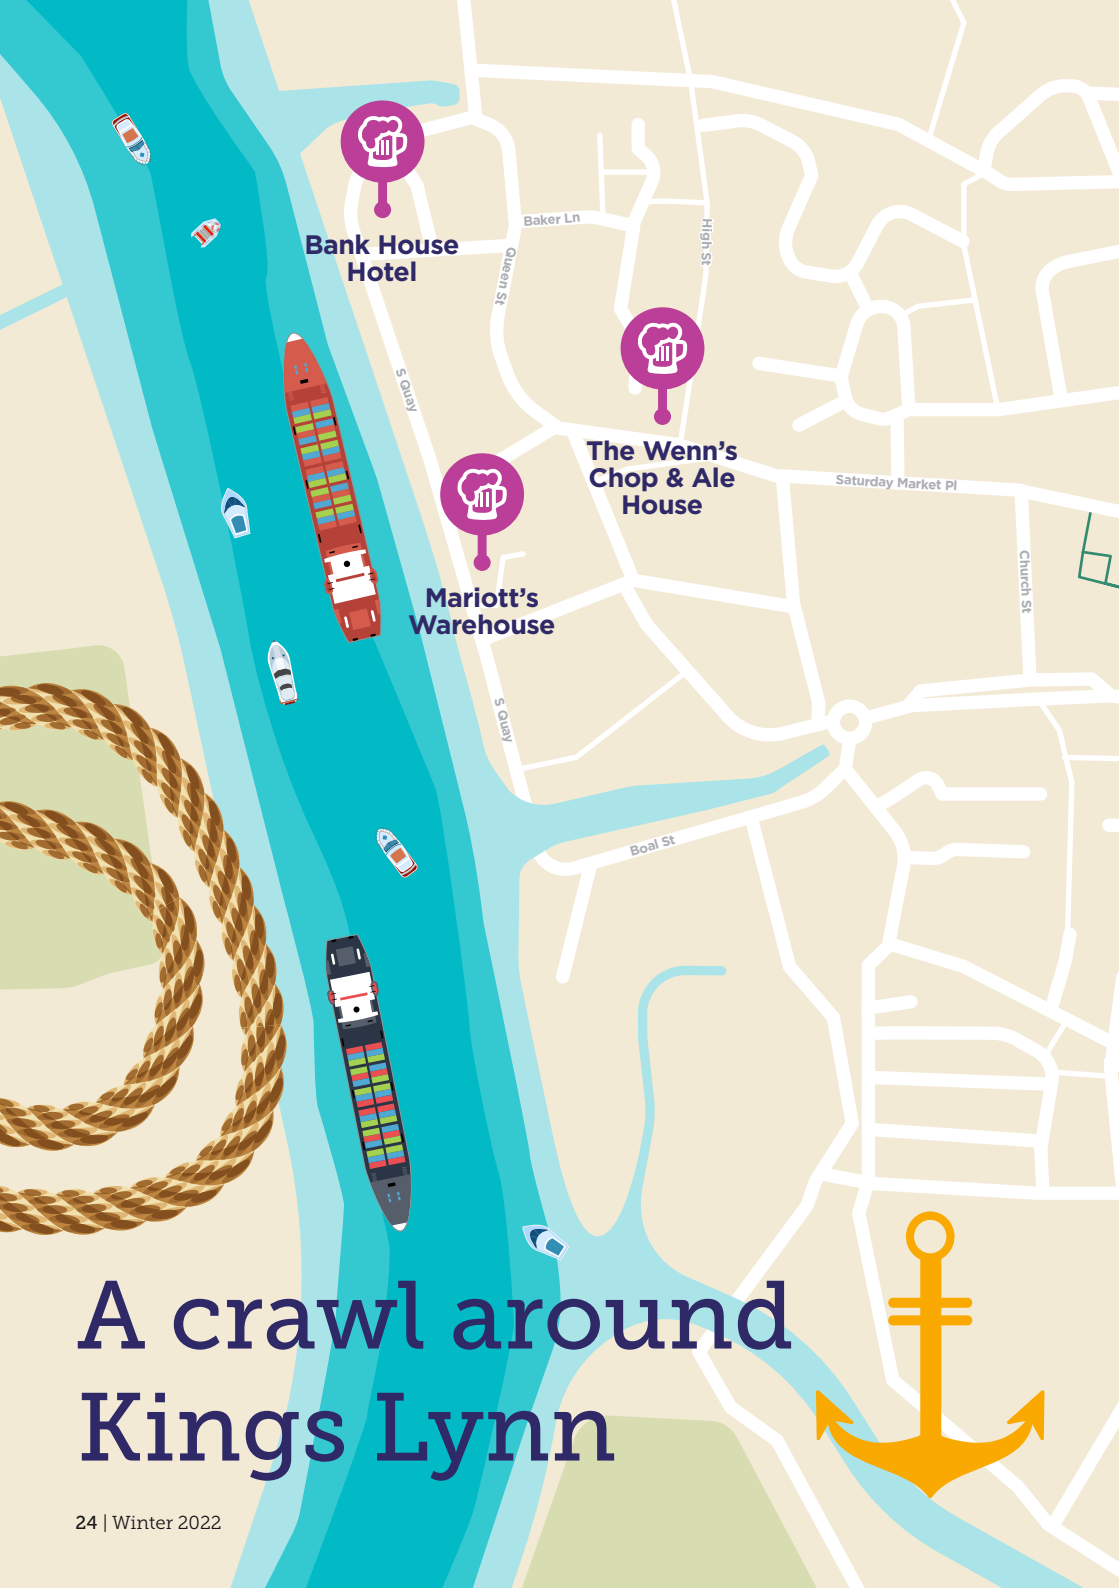 Bank House
Hotel
Baker Ln
High St
Queen St
S Quay
The Wenn’s
Chop & Ale
House
Saturday Market Pl
Church St
Mariott’s
Warehouse
S Quay
Boal St
A crawl around
Kings Lynn
24 | Winter 2022